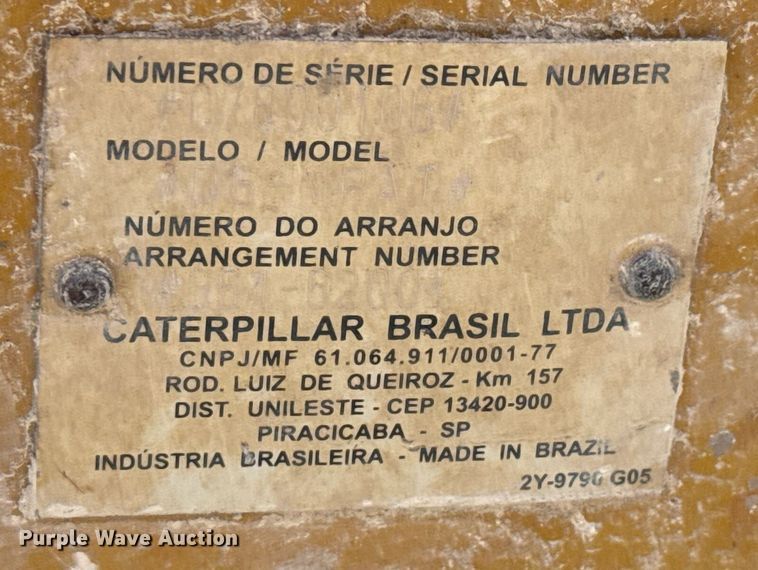 NÚMERO DE SÉRIE / SERIAL NUMBER
MODELO / MODEL
NÚMERO DO ARRANJO
ARRANGEMENT NUMBER
CATERPILLAR BRASIL LTDA
CNPJ/MF 61.064.911/0001-77
ROD. LUIZ DE QUEIROZ - Km 157
DIST. UNILESTE - CEP 13420-900
PIRACICABA - SP
INDÚSTRIA BRASILEIRA - MADE IN BRAZIL
2Y-9790 G05
Purple Wave Auction